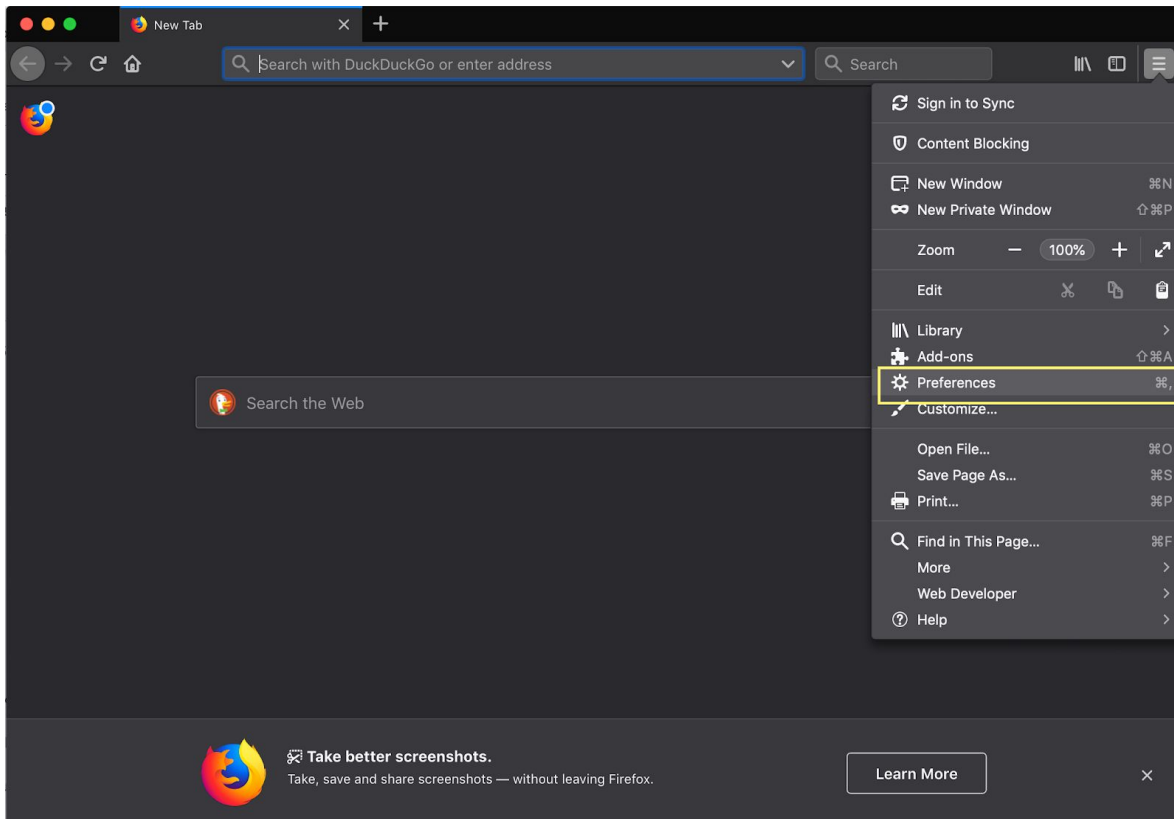 New Tab
Search with DuckDuckGo or enter address
Search
Sign in to Sync
Content Blocking
New Window ⌘N
New Private Window ⇧⌘P
Zoom − 100% +
Edit
Library
Add-ons ⇧⌘A
Preferences ⌘,
Customize...
Open File... ⌘O
Save Page As... ⌘S
Print... ⌘P
Find in This Page... ⌘F
More
Web Developer
Help
Search the Web
Take better screenshots.
Take, save and share screenshots — without leaving Firefox.
Learn More